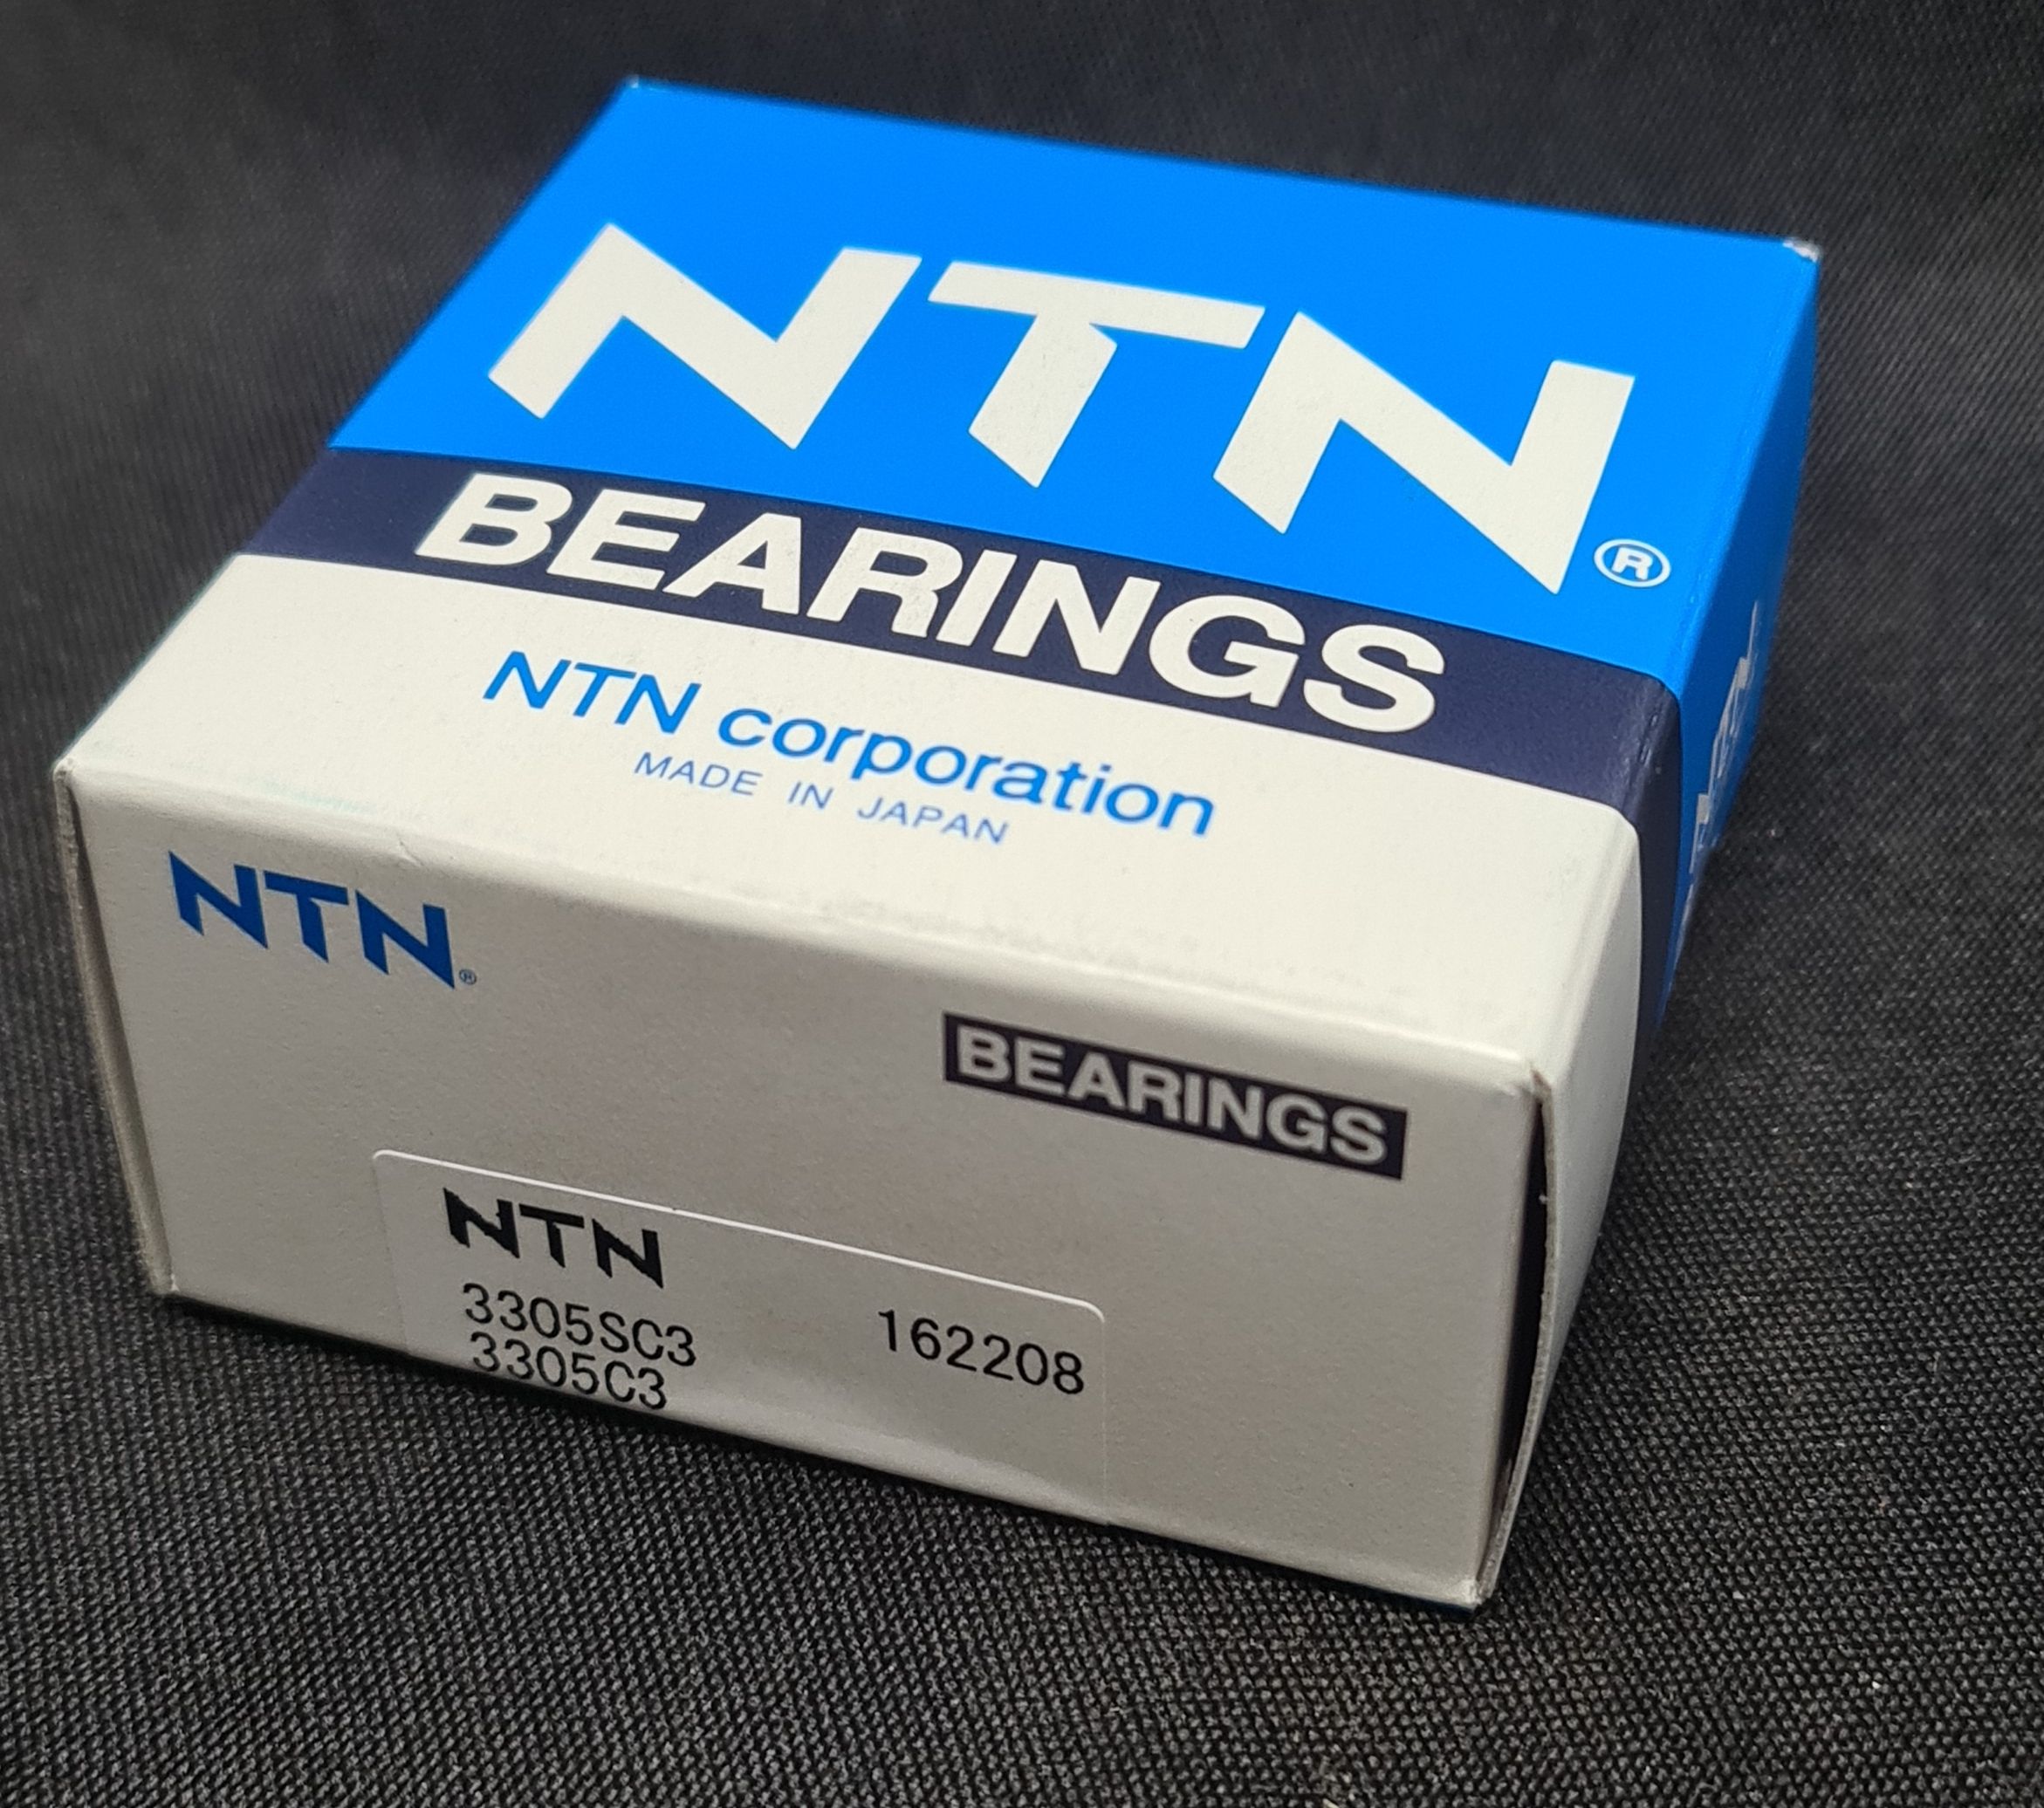 NTN®
BEARINGS
NTN corporation
MADE IN JAPAN
NTN®
BEARINGS
NTN
3305SC3 162208
3305C3